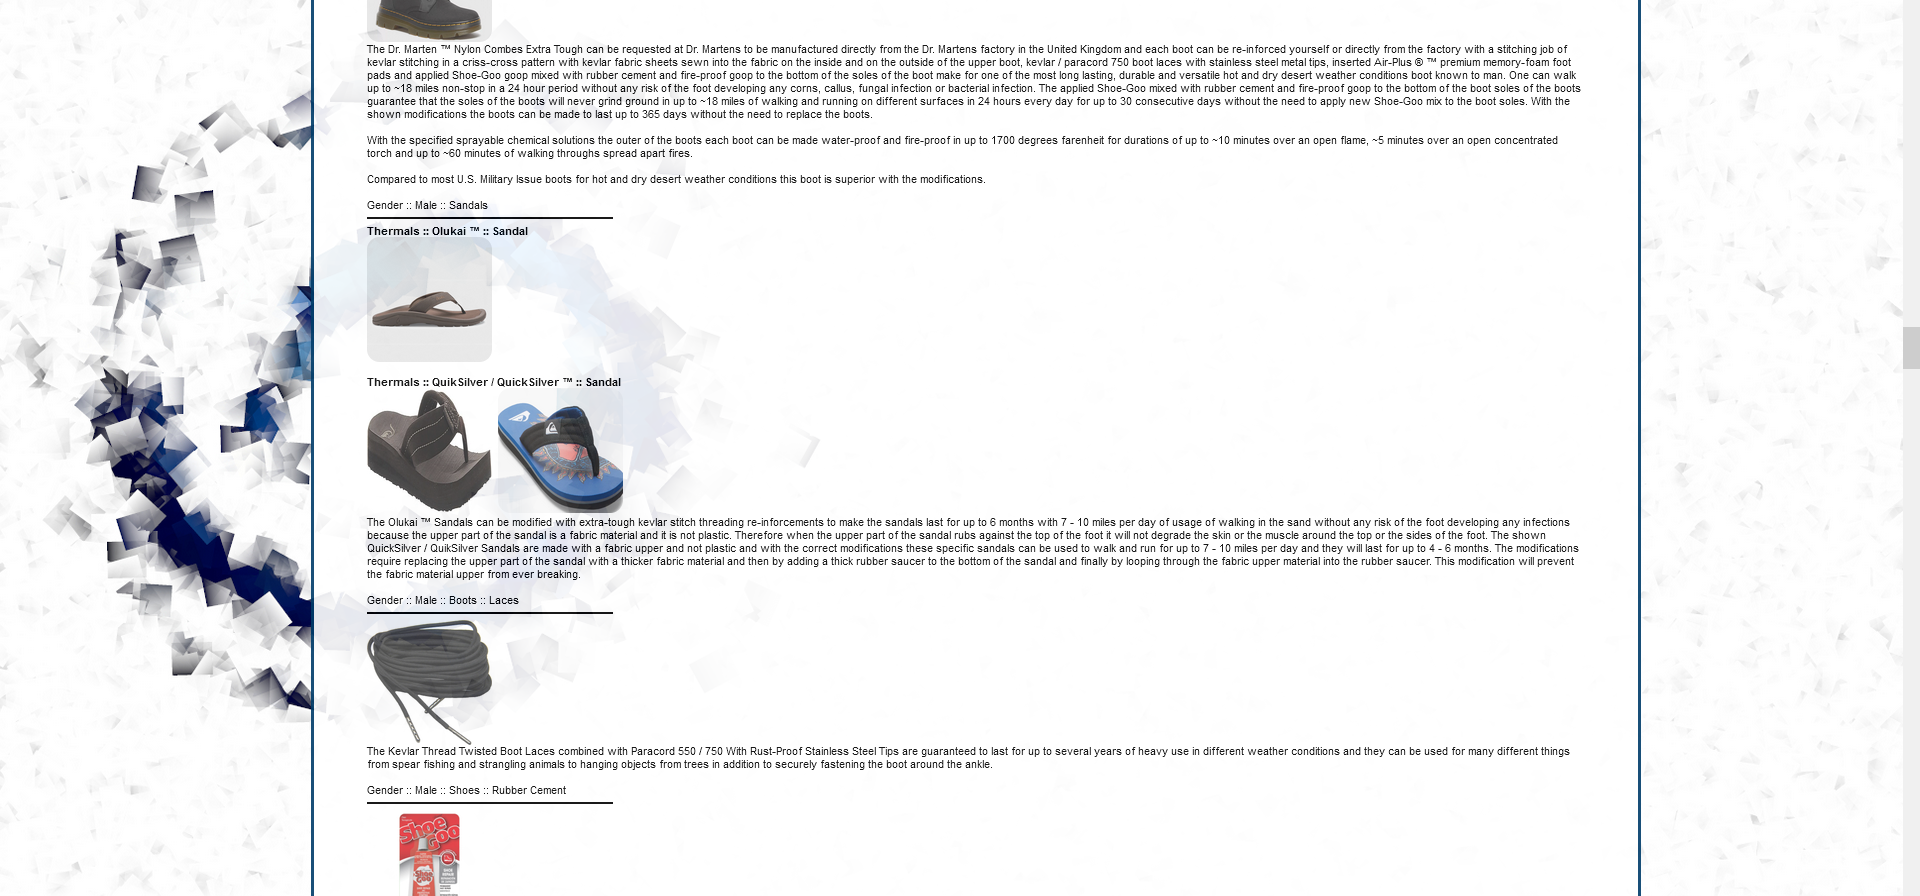 The Dr. Marten ™ Nylon Combes Extra Tough can be requested at Dr. Martens to be manufactured directly from the Dr. Martens factory in the United Kingdom and each boot can be re-inforced yourself or directly from the factory with a stitching job of
kevlar stitching in a criss-cross pattern with kevlar fabric sheets sewn into the fabric on the inside and on the outside of the upper boot, kevlar / paracord 750 boot laces with stainless steel metal tips, inserted Air-Plus ® ™ premium memory-foam foot
pads and applied Shoe-Goo goop mixed with rubber cement and fire-proof goop to the bottom of the soles of the boot make for one of the most long lasting, durable and versatile hot and dry desert weather conditions boot known to man. One can walk
up to ~18 miles non-stop in a 24 hour period without any risk of the foot developing any corns, callus, fungal infection or bacterial infection. The applied Shoe-Goo mixed with rubber cement and fire-proof goop to the bottom of the boot soles of the boots
guarantee that the soles of the boots will never grind ground in up to ~18 miles of walking and running on different surfaces in 24 hours every day for up to 30 consecutive days without the need to apply new Shoe-Goo mix to the boot soles. With the
shown modifications the boots can be made to last up to 365 days without the need to replace the boots.
With the specified sprayable chemical solutions the outer of the boots each boot can be made water-proof and fire-proof in up to 1700 degrees farenheit for durations of up to ~10 minutes over an open flame, ~5 minutes over an open concentrated
torch and up to ~60 minutes of walking throughs spread apart fires.
Compared to most U.S. Military Issue boots for hot and dry desert weather conditions this boot is superior with the modifications.
Gender :: Male :: Sandals
Thermals :: Olukai ™ :: Sandal
Thermals :: QuikSilver / QuickSilver ™ :: Sandal
The Olukai ™ Sandals can be modified with extra-tough kevlar stitch threading re-inforcements to make the sandals last for up to 6 months with 7 - 10 miles per day of usage of walking in the sand without any risk of the foot developing any infections
because the upper part of the sandal is a fabric material and it is not plastic. Therefore when the upper part of the sandal rubs against the top of the foot it will not degrade the skin or the muscle around the top or the sides of the foot. The shown
QuickSilver / QuikSilver Sandals are made with a fabric upper and not plastic and with the correct modifications these specific sandals can be used to walk and run for up to 7 - 10 miles per day and they will last for up to 4 - 6 months. The modifications
require replacing the upper part of the sandal with a thicker fabric material and then by adding a thick rubber saucer to the bottom of the sandal and finally by looping through the fabric upper material into the rubber saucer. This modification will prevent
the fabric material upper from ever breaking.
Gender :: Male :: Boots :: Laces
The Kevlar Thread Twisted Boot Laces combined with Paracord 550 / 750 With Rust-Proof Stainless Steel Tips are guaranteed to last for up to several years of heavy use in different weather conditions and they can be used for many different things
from spear fishing and strangling animals to hanging objects from trees in addition to securely fastening the boot around the ankle.
Gender :: Male :: Shoes :: Rubber Cement
Shoe
Goo
Shoe
Goo